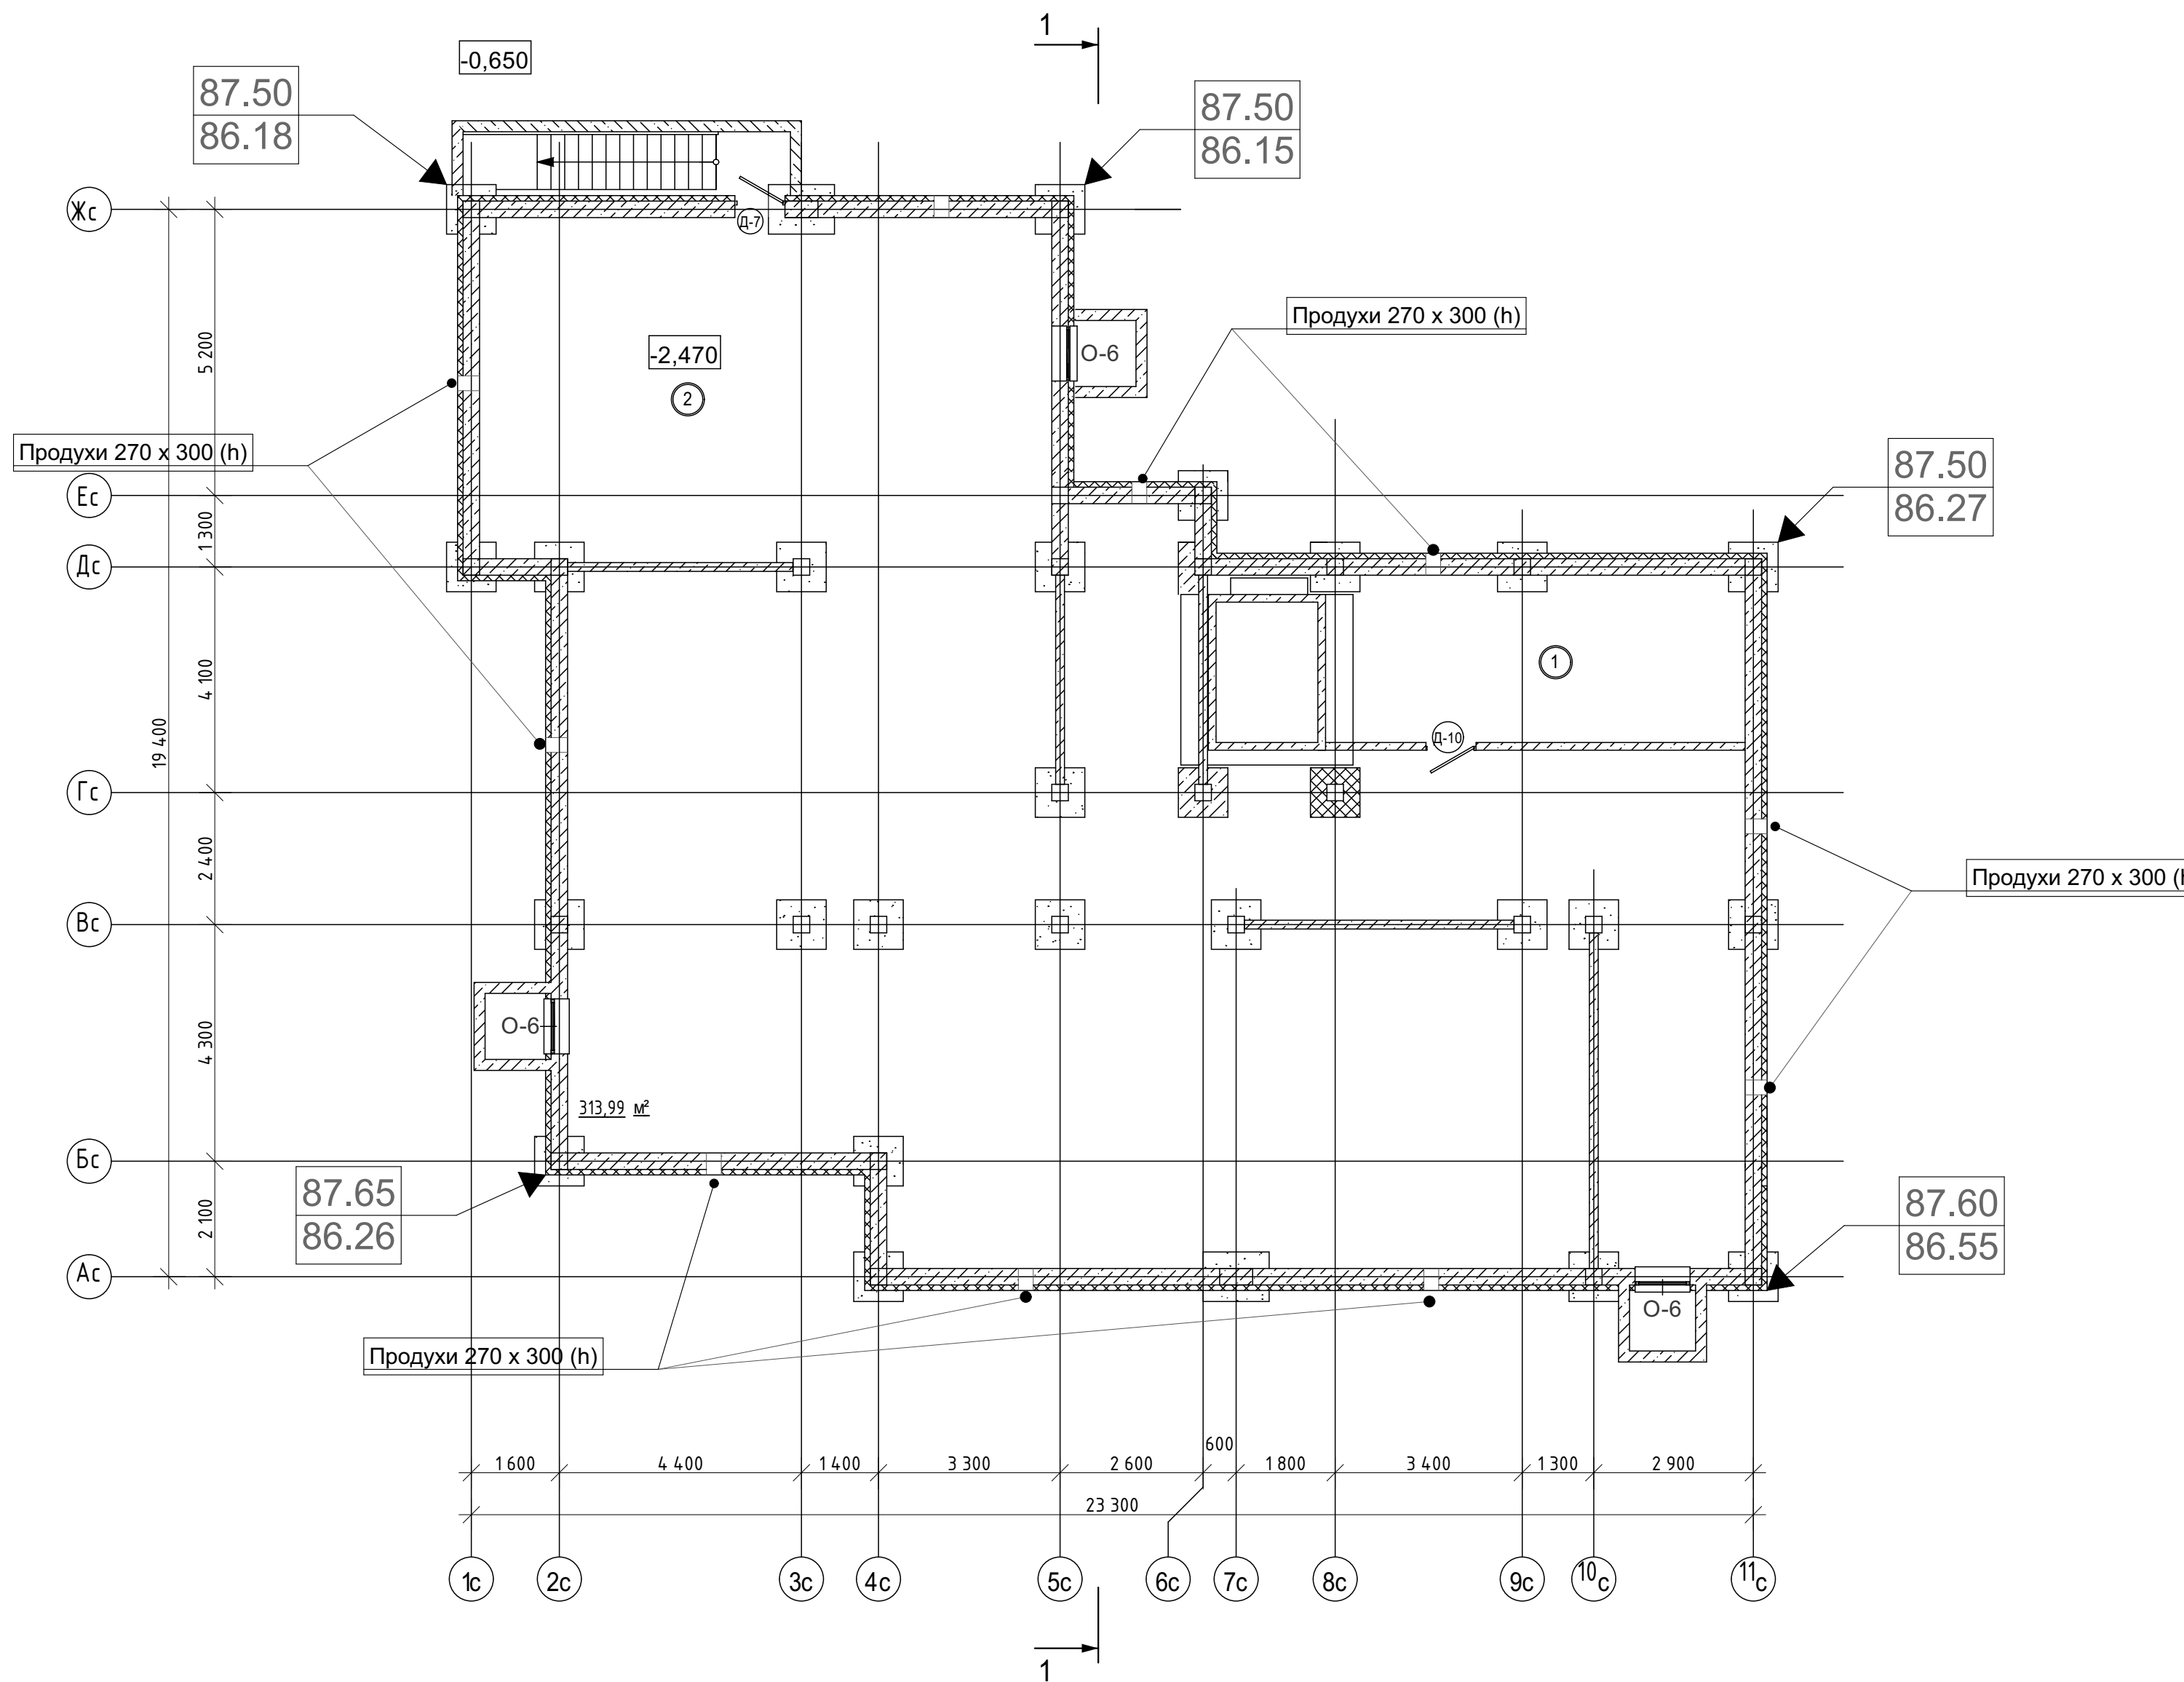 1
-0,650
87.50
86.18
87.50
86.15
Жс
Д-7
5 200
Продухи 270 х 300 (h)
О-6
-2,470
2
Продухи 270 х 300 (h)
87.50
86.27
Ес
1 300
Дс
4 100
1
Д-10
19 400
Гс
2 400
Продухи 270 х 300 (
Вс
О-6
4 300
313,99 м²
Бс
87.65
86.26
2 100
87.60
86.55
Ас
О-6
Продухи 270 х 300 (h)
600
1 600 4 400 1 400 3 300 2 600 1 800 3 400 1 300 2 900
23 300
1с 2с 3с 4с 5с 6с 7с 8с 9с 10с 11с
1